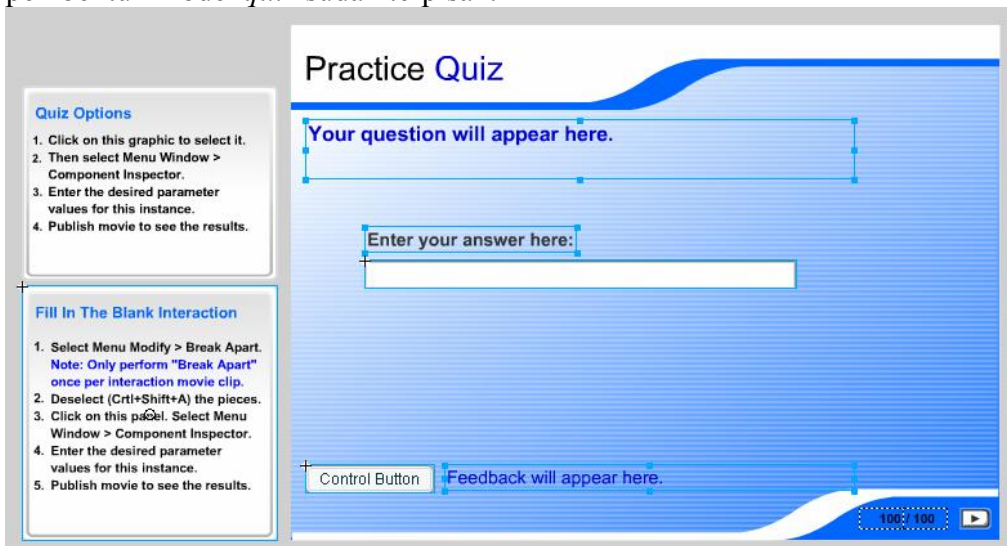 Practice Quiz
Quiz Options
1. Click on this graphic to select it.
2. Then select Menu Window >
Component Inspector.
3. Enter the desired parameter
values for this instance.
4. Publish movie to see the results.
Your question will appear here.
Enter your answer here:
Fill In The Blank Interaction
1. Select Menu Modify > Break Apart.
Note: Only perform "Break Apart"
once per interaction movie clip.
2. Deselect (Crtl+Shift+A) the pieces.
3. Click on this panel. Select Menu
Window > Component Inspector.
4. Enter the desired parameter
values for this instance.
5. Publish movie to see the results.
Control Button
Feedback will appear here.
100 / 100